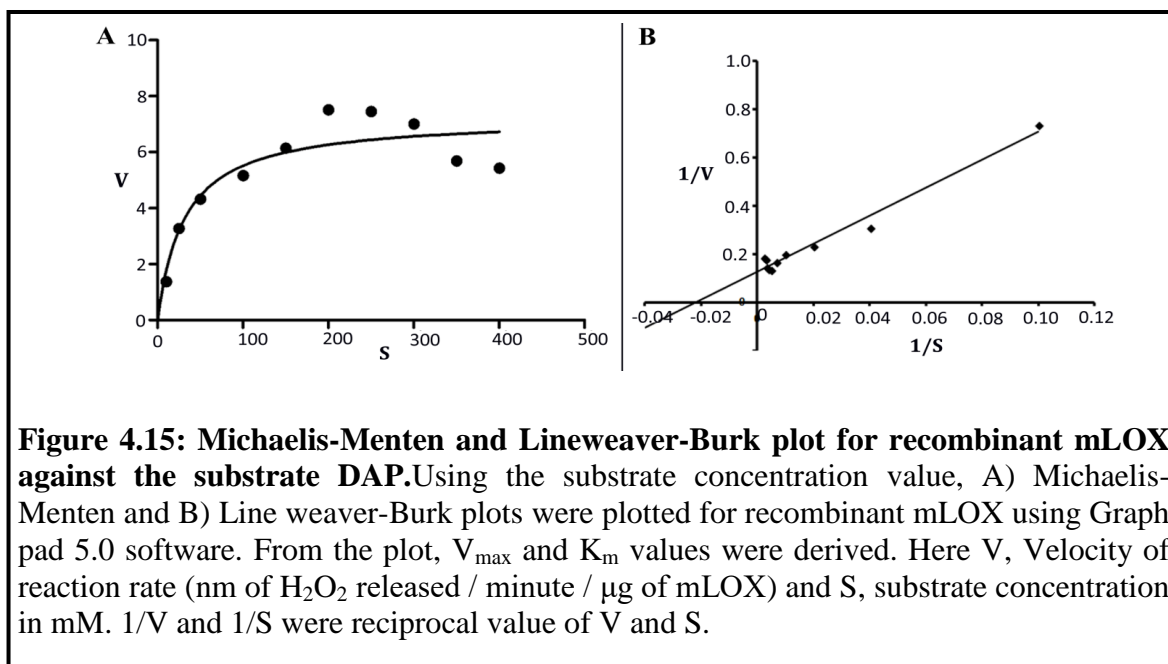 A
10
8
6
V
4
2
0
0
100
200
300
400
500
S
B
1.0
0.8
1/V
0.6
0.4
0.2
0
-0.04
-0.02
0
0.02
0.04
0.06
0.08
0.10
0.12
1/S
Figure 4.15: Michaelis-Menten and Lineweaver-Burk plot for recombinant mLOX
against the substrate DAP.Using the substrate concentration value, A) Michaelis-
Menten and B) Line weaver-Burk plots were plotted for recombinant mLOX using Graph
pad 5.0 software. From the plot, Vmax and Km values were derived. Here V, Velocity of
reaction rate (nm of H₂O₂ released / minute / μg of mLOX) and S, substrate concentration
in mM. 1/V and 1/S were reciprocal value of V and S.